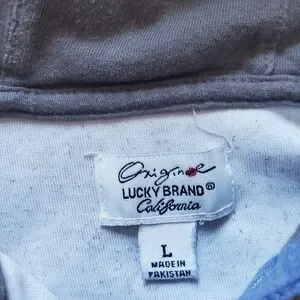 Original
LUCKY BRAND®
California
L
MADE IN
PAKISTAN